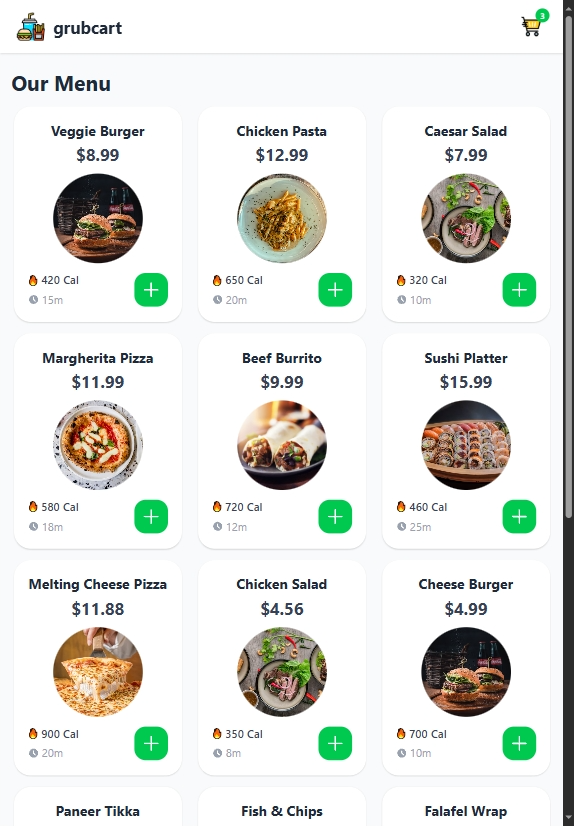 grubcart
3
Our Menu
Veggie Burger
$8.99
420 Cal
15m
Chicken Pasta
$12.99
650 Cal
20m
Caesar Salad
$7.99
320 Cal
10m
Margherita Pizza
$11.99
580 Cal
18m
Beef Burrito
$9.99
720 Cal
12m
Sushi Platter
$15.99
460 Cal
25m
Melting Cheese Pizza
$11.88
900 Cal
20m
Chicken Salad
$4.56
350 Cal
8m
Cheese Burger
$4.99
700 Cal
10m
Paneer Tikka
Fish & Chips
Falafel Wrap